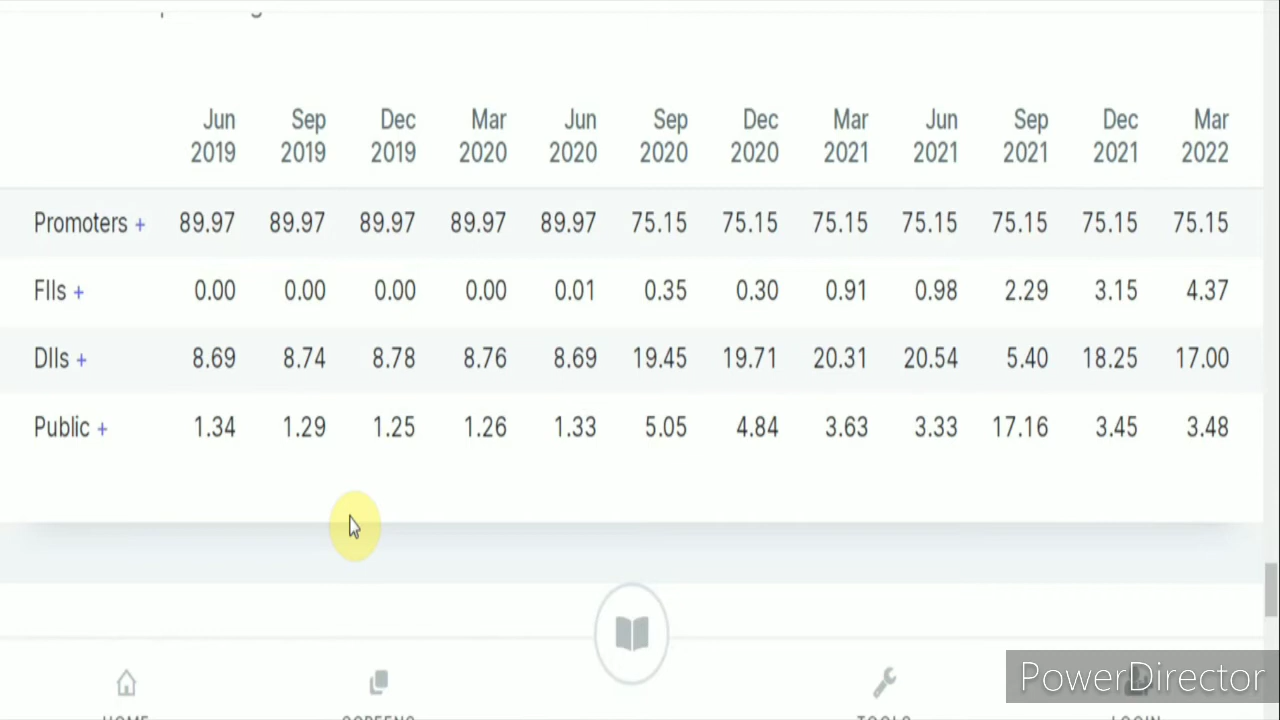 Jun Sep Dec Mar Jun Sep Dec Mar Jun Sep Dec Mar
2019 2019 2019 2020 2020 2020 2020 2021 2021 2021 2021 2022
Promoters + 89.97 89.97 89.97 89.97 89.97 75.15 75.15 75.15 75.15 75.15 75.15 75.15
FIIs + 0.00 0.00 0.00 0.00 0.01 0.35 0.30 0.91 0.98 2.29 3.15 4.37
DIIs + 8.69 8.74 8.78 8.76 8.69 19.45 19.71 20.31 20.54 5.40 18.25 17.00
Public + 1.34 1.29 1.25 1.26 1.33 5.05 4.84 3.63 3.33 17.16 3.45 3.48
PowerDirector
HOME SCREENS TOOLS LOGIN